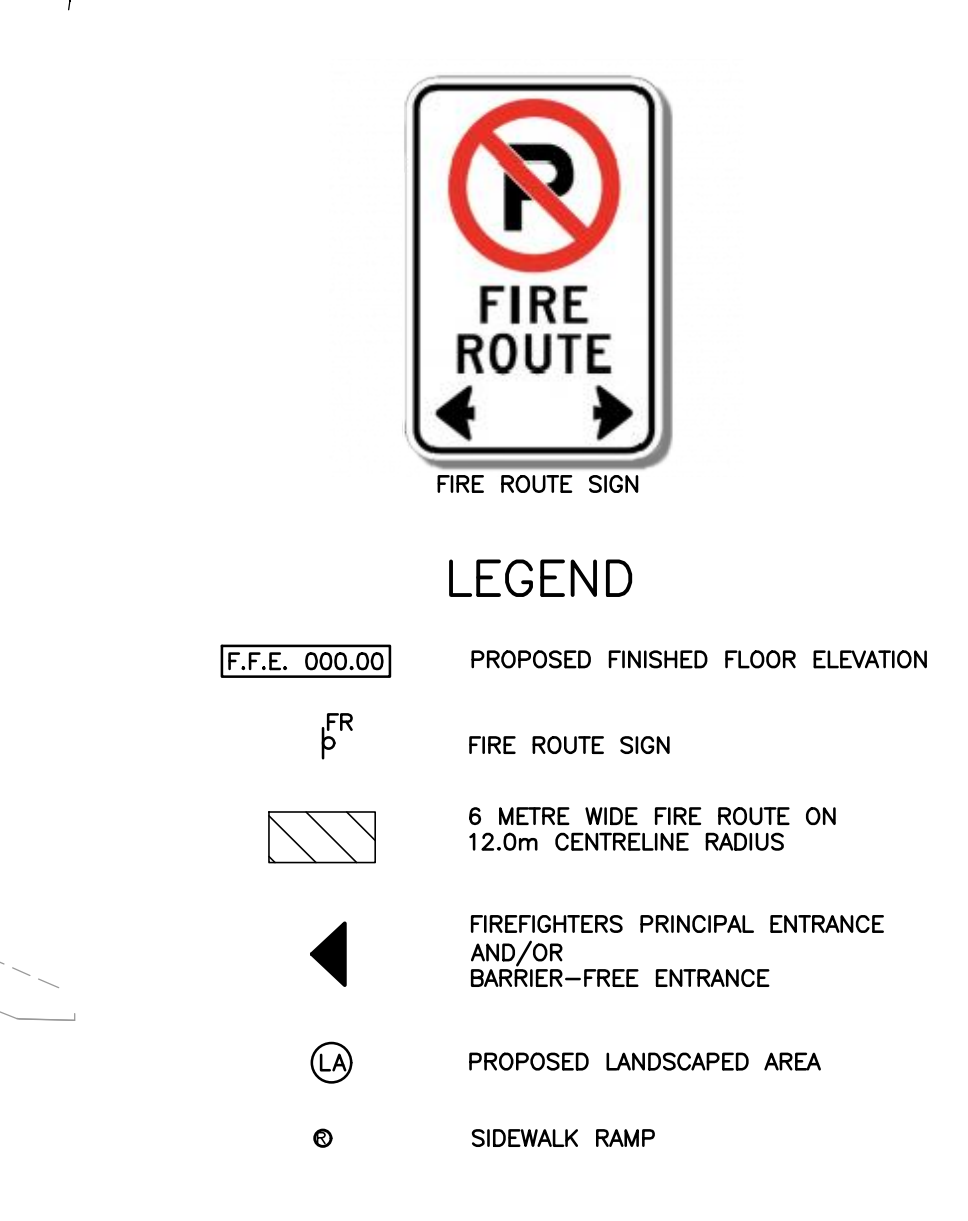 P
FIRE
ROUTE
FIRE ROUTE SIGN
LEGEND
F.F.E. 000.00 PROPOSED FINISHED FLOOR ELEVATION
FR
FIRE ROUTE SIGN
6 METRE WIDE FIRE ROUTE ON
12.0m CENTRELINE RADIUS
FIREFIGHTERS PRINCIPAL ENTRANCE
AND/OR
BARRIER-FREE ENTRANCE
LA PROPOSED LANDSCAPED AREA
R SIDEWALK RAMP